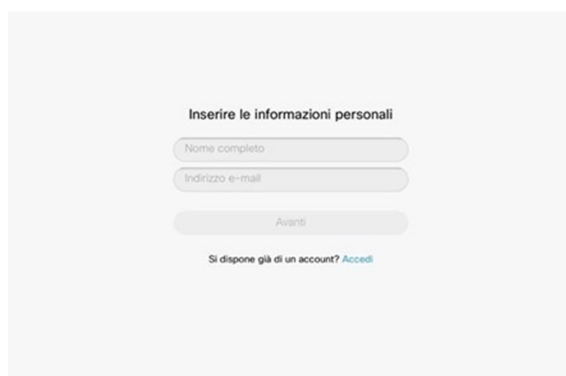 Inserire le informazioni personali
Nome completo
Indirizzo e-mail
Avanti
Si dispone già di un account? Accedi